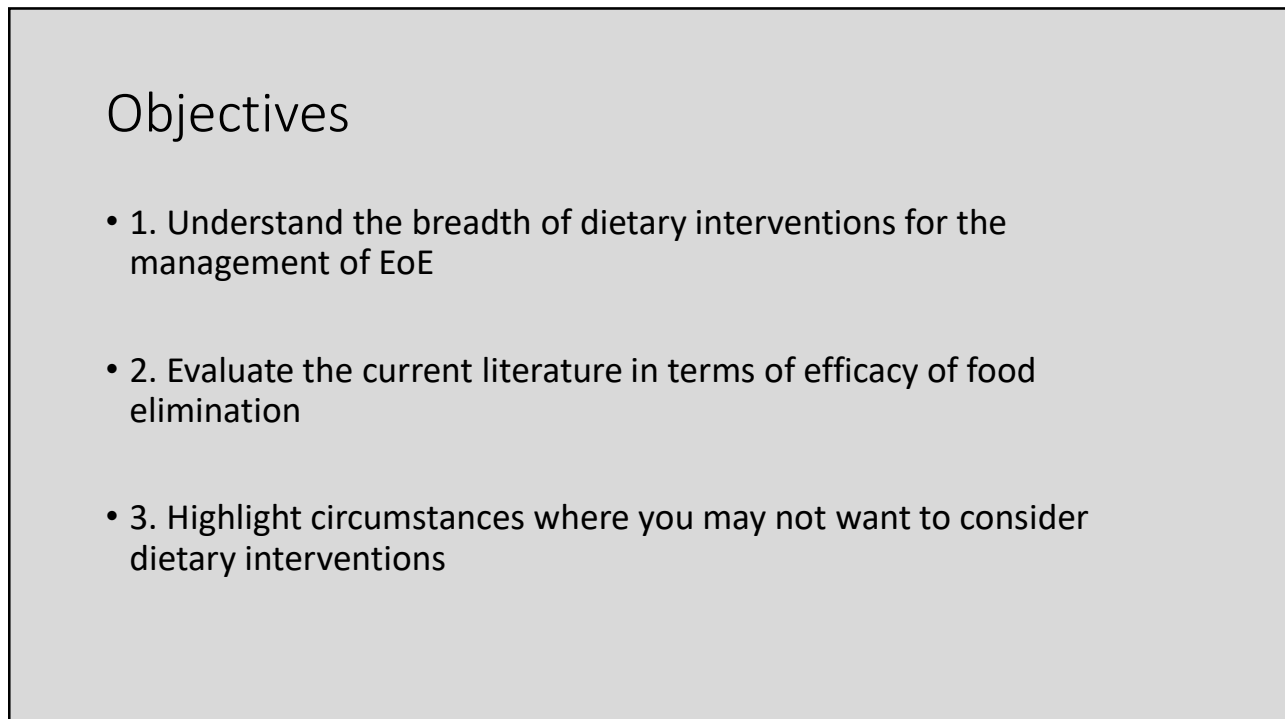 Objectives
• 1. Understand the breadth of dietary interventions for the
management of EoE
• 2. Evaluate the current literature in terms of efficacy of food
elimination
• 3. Highlight circumstances where you may not want to consider
dietary interventions